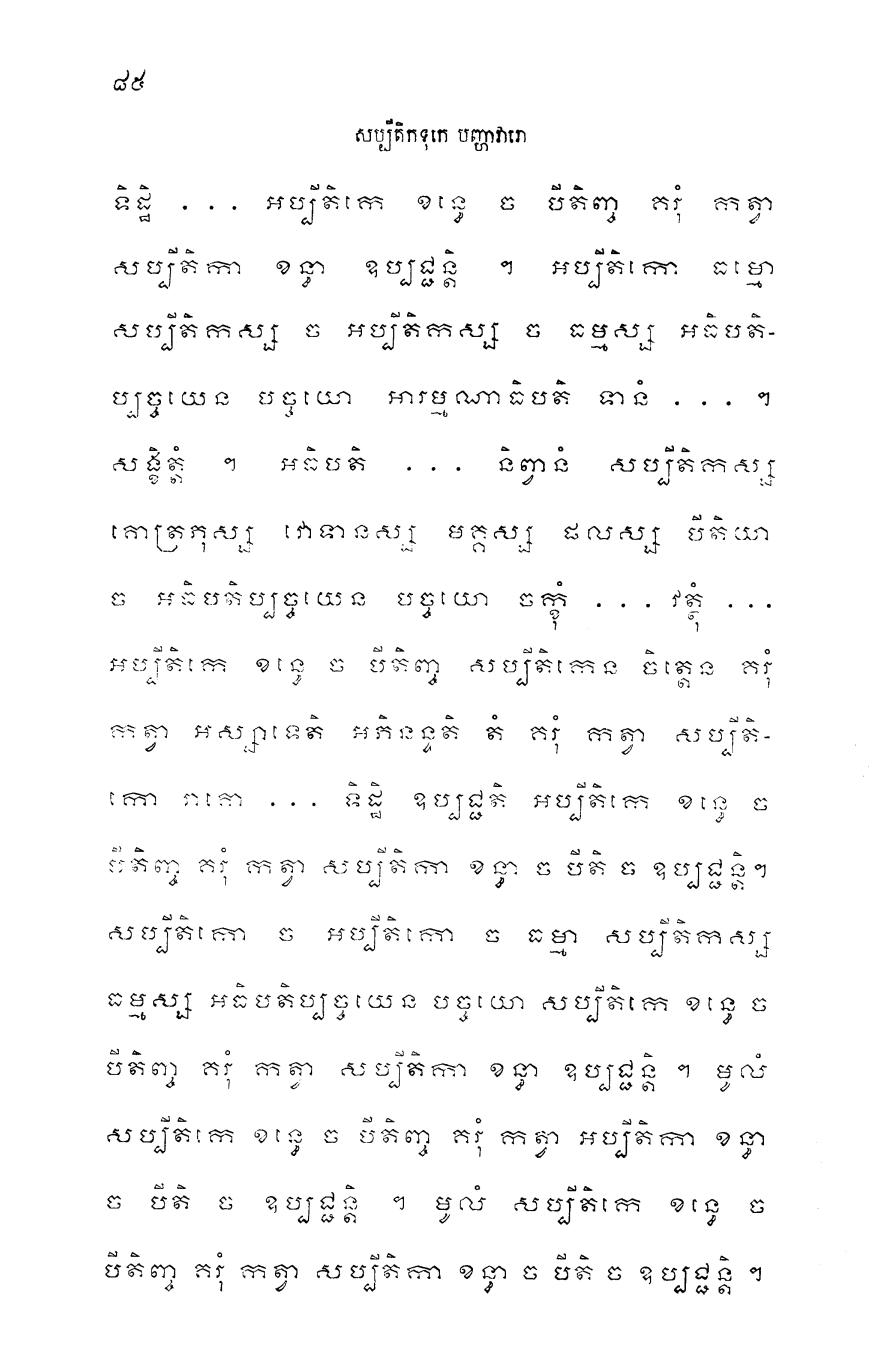 ៨៥
សប្បីតិកទុកេ បញ្ហាវារោ
ទិដ្ឋិ . . . អប្បីតិកេ ខន្ធេ ច បីតិញ្ច គរុំ កត្វា
សប្បីតិកា ខន្ធា ឧប្បជ្ជន្តិ ។ អប្បីតិកោ ធម្មោ
សប្បីតិកស្ស ច អប្បីតិកស្ស ច ធម្មស្ស អធិបតិ-
ប្បច្ចយេន បច្ចយោ អារម្មណាធិបតិ ទានំ . . . ។
សង្ខិត្តំ ។ អធិបតិ . . . និព្វានំ សប្បីតិកស្ស
គោត្រភុស្ស វោទានស្ស មគ្គស្ស ផលស្ស បីតិយា
ច អធិបតិប្បច្ចយេន បច្ចយោ ចក្ខុំ . . . វត្ថុំ . . .
អប្បីតិកេ ខន្ធេ ច បីតិញ្ច សប្បីតិកេន ចិត្តេន គរុំ
កត្វា អស្សាទេតិ អភិនន្ទតិ តំ គរុំ កត្វា សប្បីតិ-
កោ រាគោ . . . ទិដ្ឋិ ឧប្បជ្ជតិ អប្បីតិកេ ខន្ធេ ច
បីតិញ្ច គរុំ កត្វា សប្បីតិកា ខន្ធា ច បីតិ ច ឧប្បជ្ជន្តិ។
សប្បីតិកោ ច អប្បីតិកោ ច ធម្មា សប្បីតិកស្ស
ធម្មស្ស អធិបតិប្បច្ចយេន បច្ចយោ សប្បីតិកេ ខន្ធេ ច
បីតិញ្ច គរុំ កត្វា សប្បីតិកា ខន្ធា ឧប្បជ្ជន្តិ ។ មូលំ
សប្បីតិកេ ខន្ធេ ច បីតិញ្ច គរុំ កត្វា អប្បីតិកា ខន្ធា
ច បីតិ ច ឧប្បជ្ជន្តិ ។ មូលំ សប្បីតិកេ ខន្ធេ ច
បីតិញ្ច គរុំ កត្វា សប្បីតិកា ខន្ធា ច បីតិ ច ឧប្បជ្ជន្តិ ។